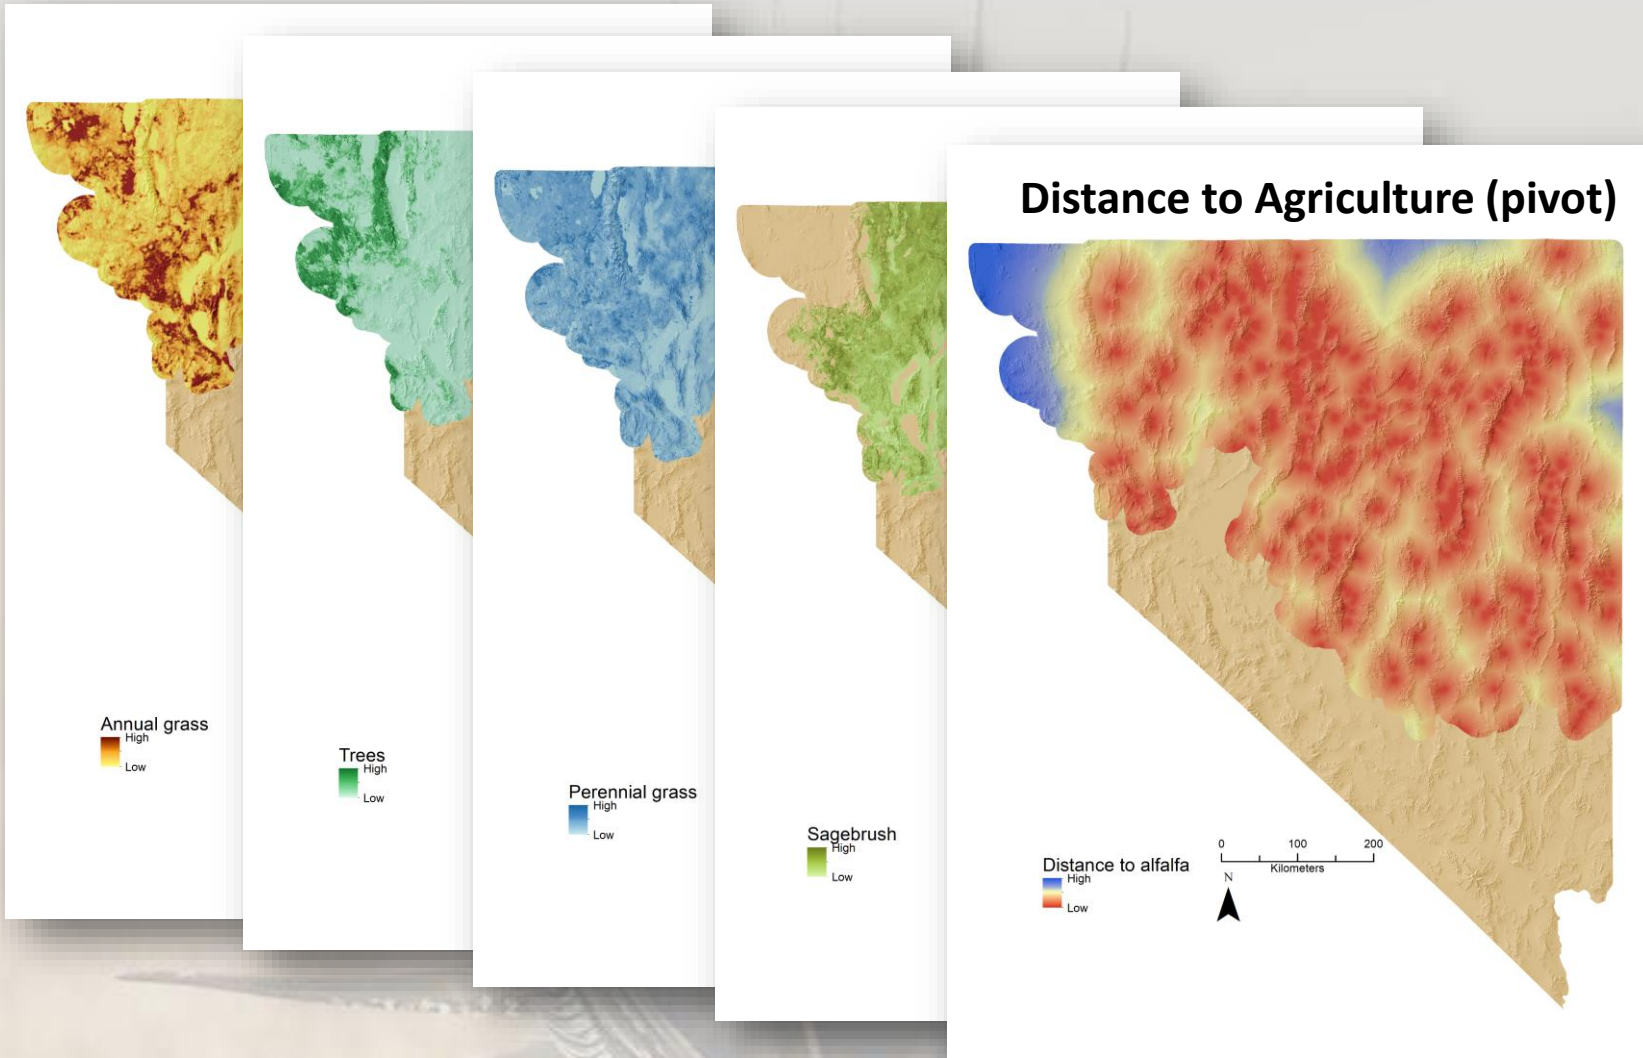 Distance to Agriculture (pivot)
Annual grass
High
Low
Trees
High
Low
Perennial grass
High
Low
Sagebrush
High
Low
Distance to alfalfa
High
Low
0 100 200
Kilometers
N